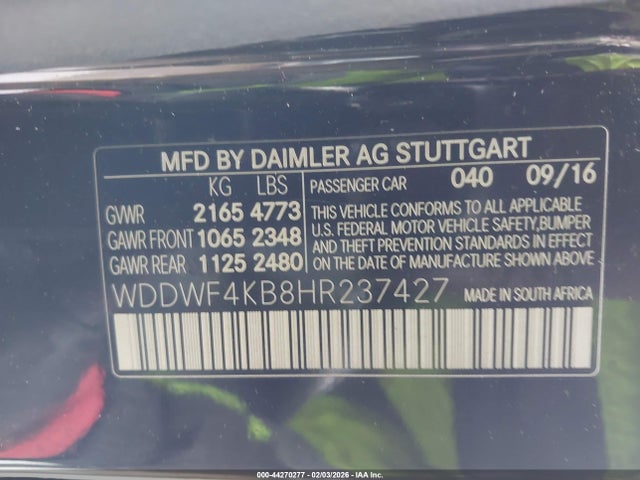 MFD BY DAIMLER AG STUTTGART
KG LBS PASSENGER CAR 040 09/16
GVWR 2165 4773
GAWR FRONT 1065 2348
GAWR REAR 1125 2480
THIS VEHICLE CONFORMS TO ALL APPLICABLE
U.S. FEDERAL MOTOR VEHICLE SAFETY, BUMPER
AND THEFT PREVENTION STANDARDS IN EFFECT
ON DATE OF MANUFACTURE SHOWN ABOVE
WDDWF4KB8HR237427 MADE IN SOUTH AFRICA
000-44270277 - 02/03/2026 - IAA Inc.